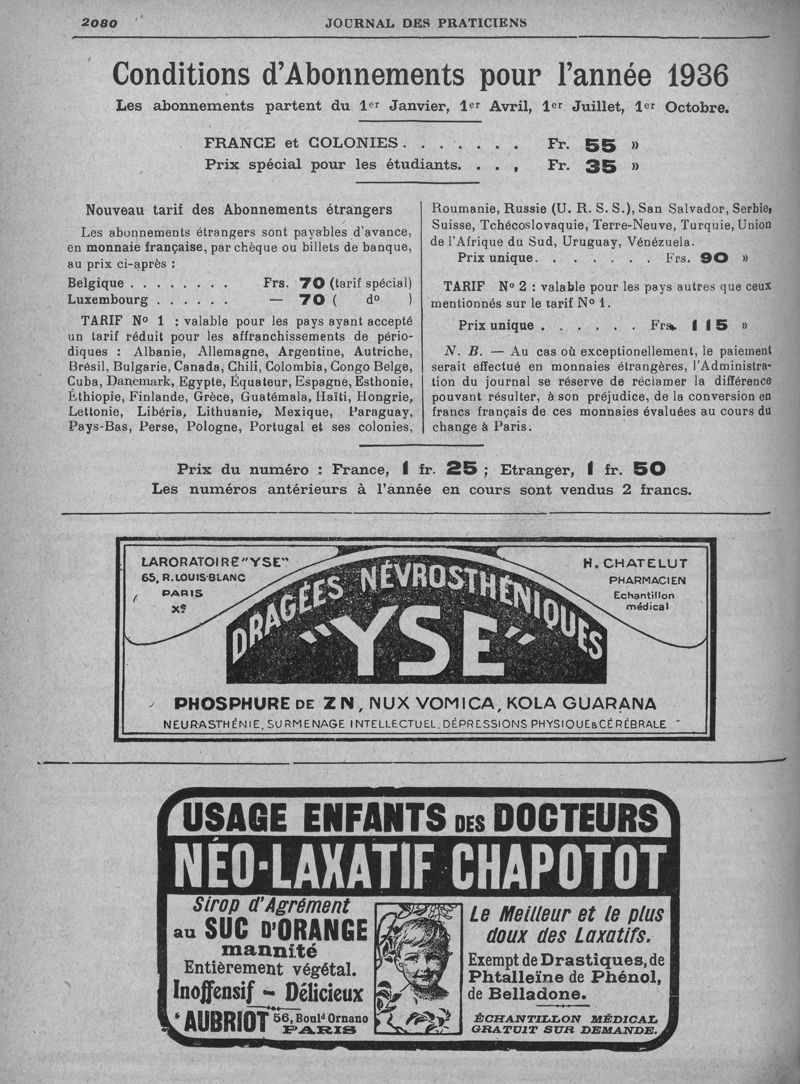 2080
JOURNAL DES PRATICIENS
Conditions d'Abonnements pour l'année 1936
Les abonnements partent du 1er Janvier, 1er Avril, 1er Juillet, 1er Octobre.
FRANCE et COLONIES . . . . . . . Fr. 55 »
Prix spécial pour les étudiants. . . , Fr. 35 »
Nouveau tarif des Abonnements étrangers
Les abonnements étrangers sont payables d'avance,
en monnaie française, par chèque ou billets de banque,
au prix ci-après :
Belgique . . . . . . . . Frs. 70 (tarif spécial)
Luxembourg . . . . . . — 70 ( do )
TARIF No 1 : valable pour les pays ayant accepté
un tarif réduit pour les affranchissements de pério-
diques : Albanie, Allemagne, Argentine, Autriche,
Brésil, Bulgarie, Canada, Chili, Colombia, Congo Belge,
Cuba, Danemark, Egypte, Équateur, Espagne, Esthonie,
Éthiopie, Finlande, Grèce, Guatémala, Haïti, Hongrie,
Lettonie, Libéria, Lithuanie, Mexique, Paraguay,
Pays-Bas, Perse, Pologne, Portugal et ses colonies,
Roumanie, Russie (U. R. S. S.), San Salvador, Serbie,
Suisse, Tchécoslovaquie, Terre-Neuve, Turquie, Union
de l'Afrique du Sud, Uruguay, Vénézuela.
Prix unique. . . . . . . Frs. 90 »
TARIF No 2 : valable pour les pays autres que ceux
mentionnés sur le tarif No 1.
Prix unique . . . . . . Frs. 115 »
N. B. — Au cas où exceptionellement, le paiement
serait effectué en monnaies étrangères, l'Administra-
tion du journal se réserve de réclamer la différence
pouvant résulter, à son préjudice, de la conversion en
francs français de ces monnaies évaluées au cours du
change à Paris.
Prix du numéro : France, 1 fr. 25 ; Etranger, 1 fr. 50
Les numéros antérieurs à l'année en cours sont vendus 2 francs.
LARORATOIRE "YSE"
65, R. LOUIS-BLANC
PARIS
Xe
H. CHATELUT
PHARMACIEN
Echantillon
médical
DRAGÉES NÉVROSTHÉNIQUES
"YSE"
PHOSPHURE DE ZN, NUX VOMICA, KOLA GUARANA
NEURASTHÉNIE, SURMENAGE INTELLECTUEL, DÉPRESSIONS PHYSIQUE & CÉRÉBRALE
USAGE ENFANTS DES DOCTEURS
NÉO-LAXATIF CHAPOTOT
Sirop d'Agrément
au SUC D'ORANGE
mannité
Entièrement végétal.
Inoffensif - Délicieux
AUBRIOT 56, Bould Ornano
PARIS
Le Meilleur et le plus
doux des Laxatifs.
Exempt de Drastiques, de
Phtalleïne de Phénol,
de Belladone.
ÉCHANTILLON MÉDICAL
GRATUIT SUR DEMANDE.